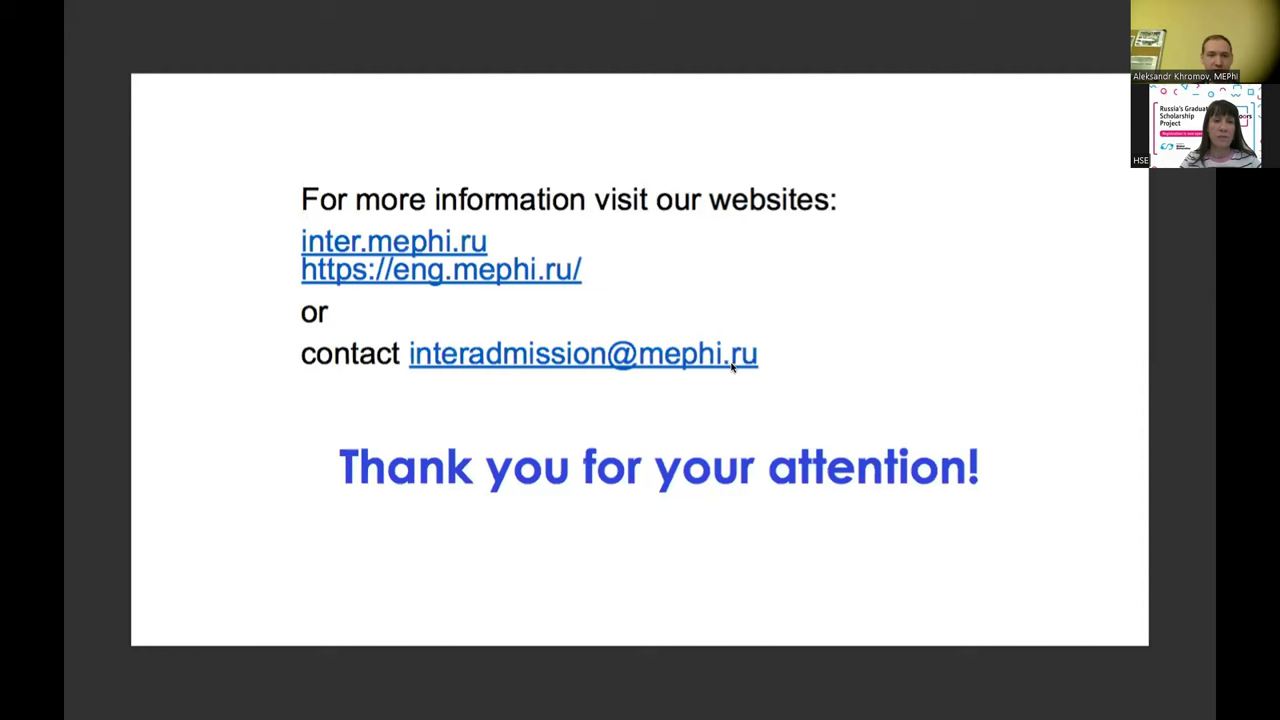 For more information visit our websites:
inter.mephi.ru
https://eng.mephi.ru/
or
contact interadmission@mephi.ru
Thank you for your attention!
Aleksandr Khromov, MEPhI
Russia's Gradua
Scholarship
Project
HSE